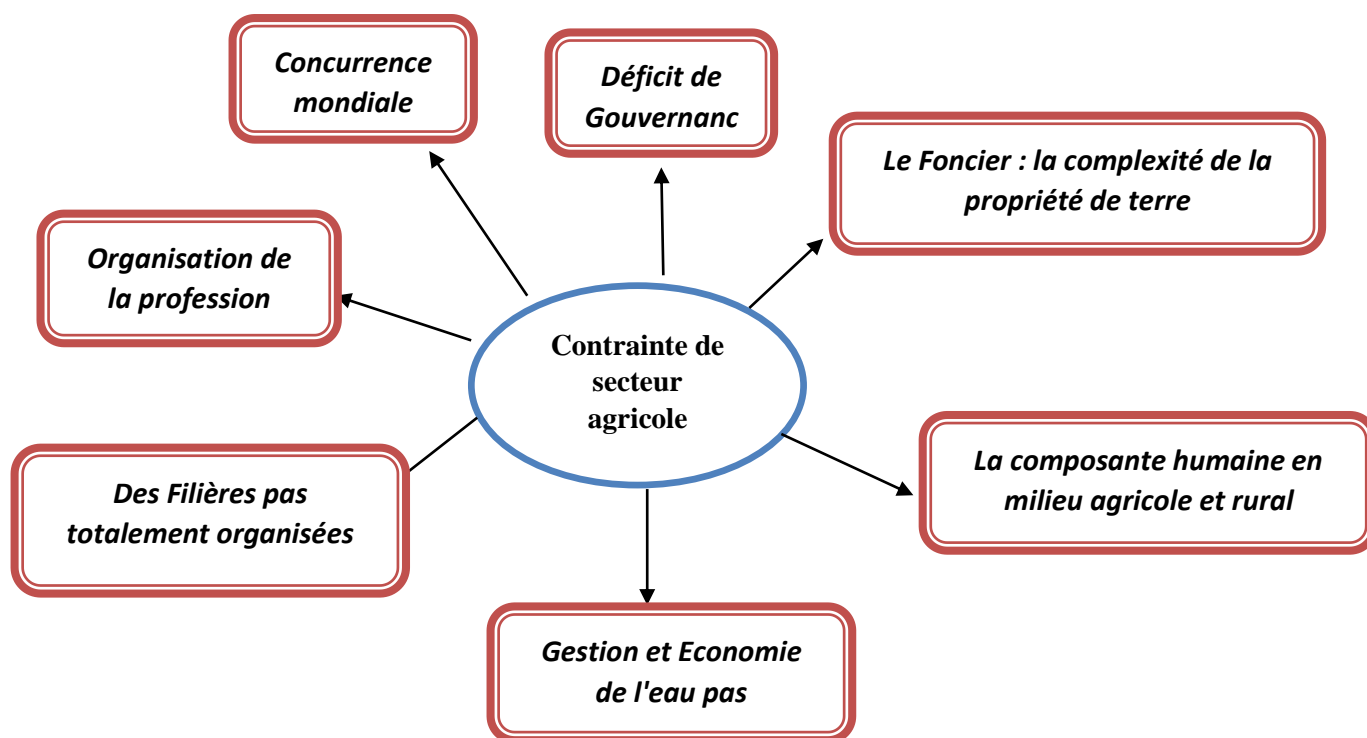 Concurrence
mondiale
Déficit de
Gouvernanc
Le Foncier : la complexité de la
propriété de terre
Organisation de
la profession
Contrainte de
secteur
agricole
La composante humaine en
milieu agricole et rural
Des Filières pas
totalement organisées
Gestion et Economie
de l'eau pas